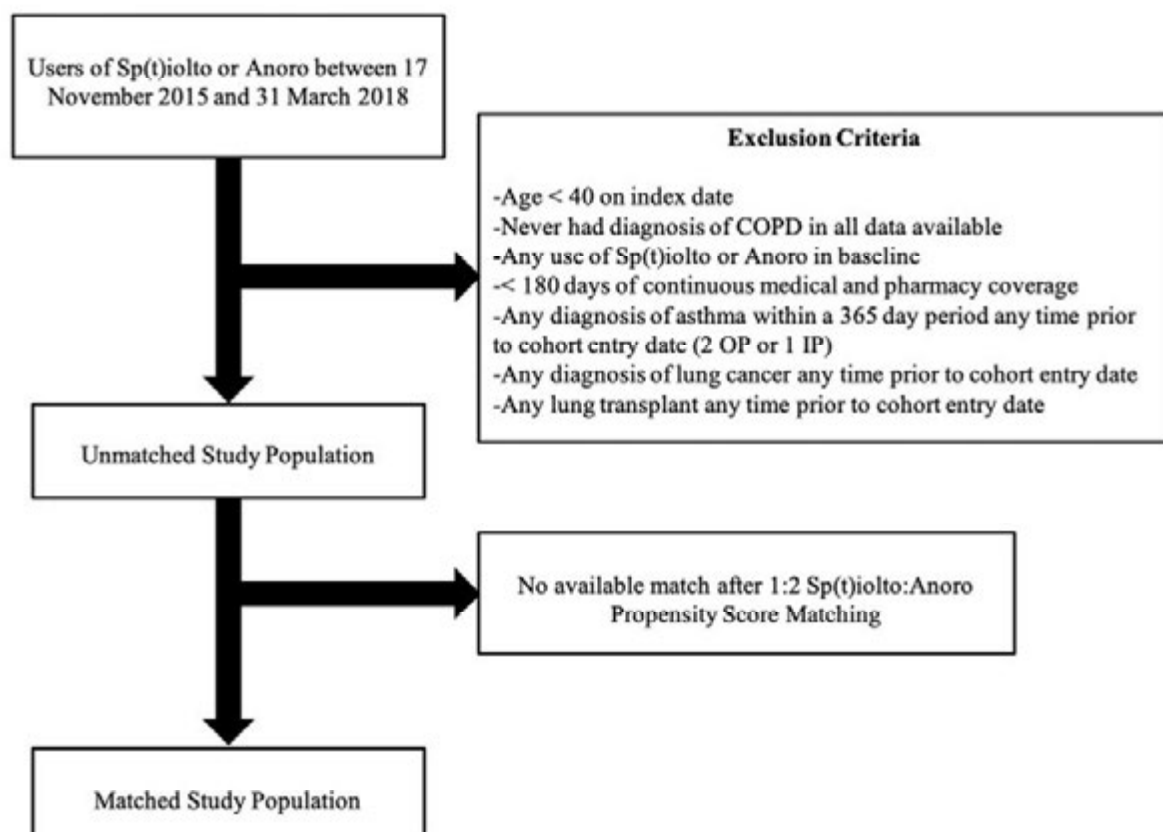 Users of Sp(t)iolto or Anoro between 17
November 2015 and 31 March 2018
Exclusion Criteria
-Age < 40 on index date
-Never had diagnosis of COPD in all data available
-Any use of Sp(t)iolto or Anoro in baseline
-< 180 days of continuous medical and pharmacy coverage
-Any diagnosis of asthma within a 365 day period any time prior
to cohort entry date (2 OP or 1 IP)
-Any diagnosis of lung cancer any time prior to cohort entry date
-Any lung transplant any time prior to cohort entry date
Unmatched Study Population
No available match after 1:2 Sp(t)iolto:Anoro
Propensity Score Matching
Matched Study Population